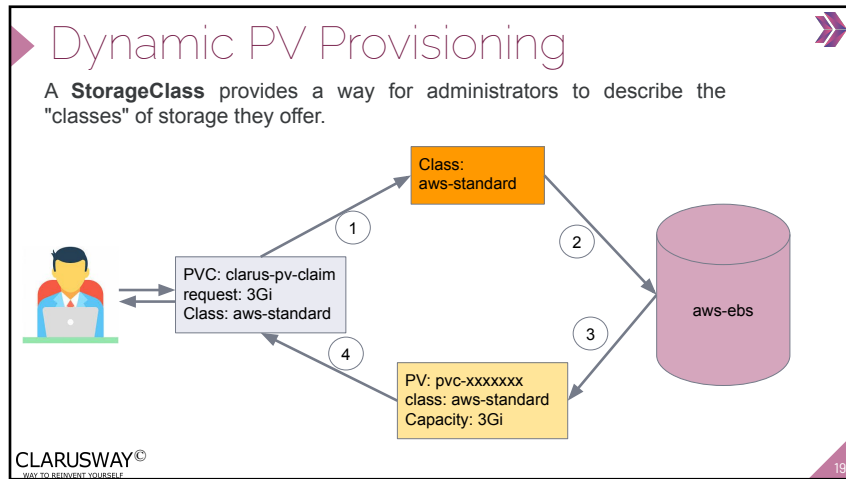 Dynamic PV Provisioning
A StorageClass provides a way for administrators to describe the
"classes" of storage they offer.
Class:
aws-standard
1
2
PVC: clarus-pv-claim
request: 3Gi
Class: aws-standard
aws-ebs
3
4
PV: pvc-xxxxxxx
class: aws-standard
Capacity: 3Gi
CLARUSWAY©
WAY TO REINVENT YOURSELF
19